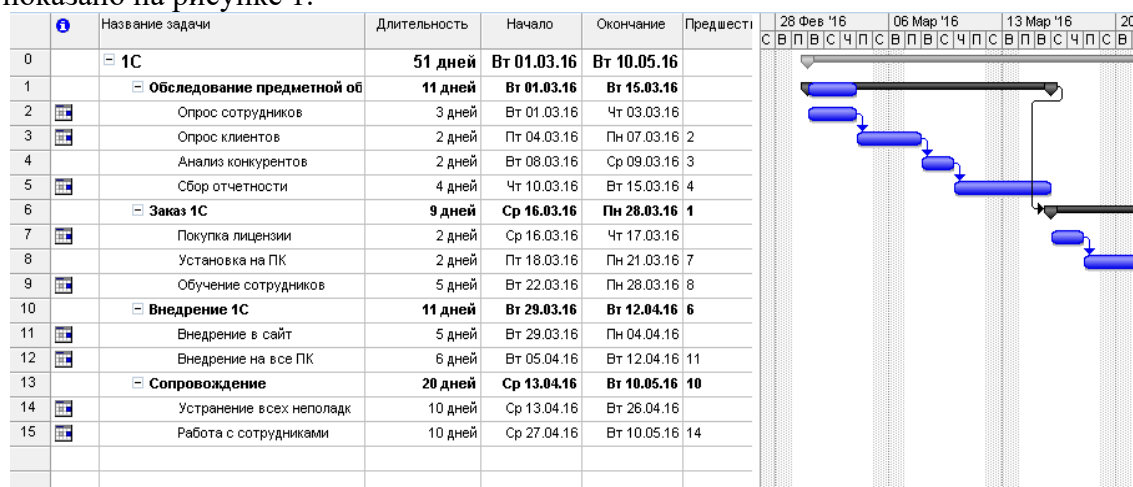 показано на рисунке 1.
Название задачи Длительность Начало Окончание Предшеств 28 Фев '16 06 Мар '16 13 Мар '16 20
С В П В С Ч П С В П В С Ч П С В П В С Ч П С В
0 1С 51 дней Вт 01.03.16 Вт 10.05.16
1 Обследование предметной об 11 дней Вт 01.03.16 Вт 15.03.16
2 Опрос сотрудников 3 дней Вт 01.03.16 Чт 03.03.16
3 Опрос клиентов 2 дней Пт 04.03.16 Пн 07.03.16 2
4 Анализ конкурентов 2 дней Вт 08.03.16 Ср 09.03.16 3
5 Сбор отчетности 4 дней Чт 10.03.16 Вт 15.03.16 4
6 Заказ 1С 9 дней Ср 16.03.16 Пн 28.03.16 1
7 Покупка лицензии 2 дней Ср 16.03.16 Чт 17.03.16
8 Установка на ПК 2 дней Пт 18.03.16 Пн 21.03.16 7
9 Обучение сотрудников 5 дней Вт 22.03.16 Пн 28.03.16 8
10 Внедрение 1С 11 дней Вт 29.03.16 Вт 12.04.16 6
11 Внедрение в сайт 5 дней Вт 29.03.16 Пн 04.04.16
12 Внедрение на все ПК 6 дней Вт 05.04.16 Вт 12.04.16 11
13 Сопровождение 20 дней Ср 13.04.16 Вт 10.05.16 10
14 Устранение всех неполадк 10 дней Ср 13.04.16 Вт 26.04.16
15 Работа с сотрудниками 10 дней Ср 27.04.16 Вт 10.05.16 14